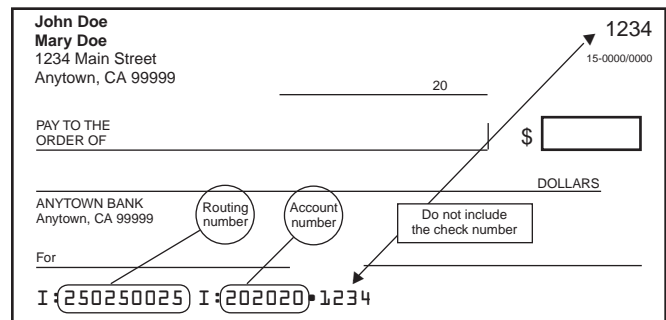 John Doe
Mary Doe
1234 Main Street
Anytown, CA 99999
1234
15-0000/0000
20
PAY TO THE
ORDER OF
$
DOLLARS
ANYTOWN BANK
Anytown, CA 99999
Routing
number
Account
number
Do not include
the check number
For
I:250250025 I:202020•1234